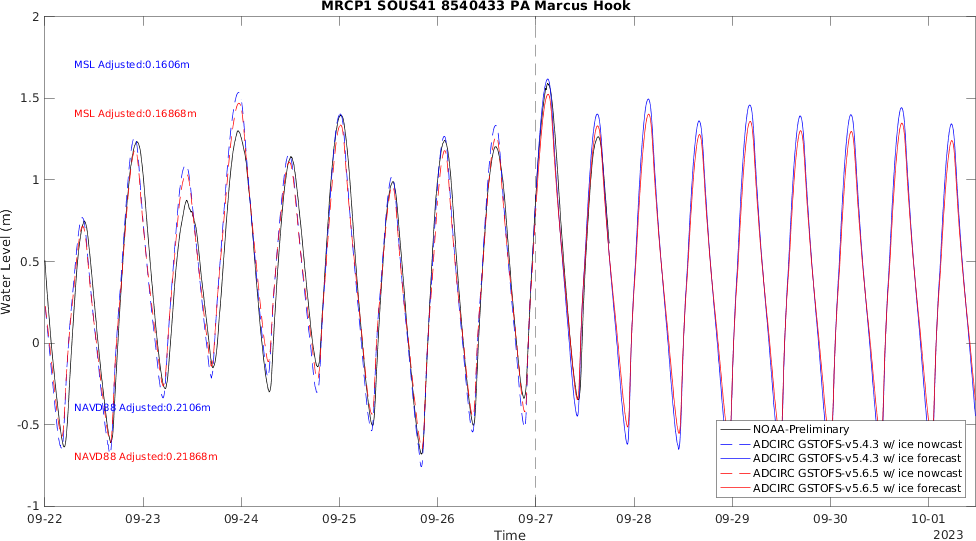 MRCP1 SOUS41 8540433 PA Marcus Hook
2
1.5
1
0.5
0
-0.5
-1
Water Level (m)
MSL Adjusted:0.1606m
MSL Adjusted:0.16868m
NAVD88 Adjusted:0.2106m
NAVD88 Adjusted:0.21868m
NOAA-Preliminary
ADCIRC GSTOFS-v5.4.3 w/ ice nowcast
ADCIRC GSTOFS-v5.4.3 w/ ice forecast
ADCIRC GSTOFS-v5.6.5 w/ ice nowcast
ADCIRC GSTOFS-v5.6.5 w/ ice forecast
09-22 09-23 09-24 09-25 09-26 09-27 09-28 09-29 09-30 10-01
Time
2023